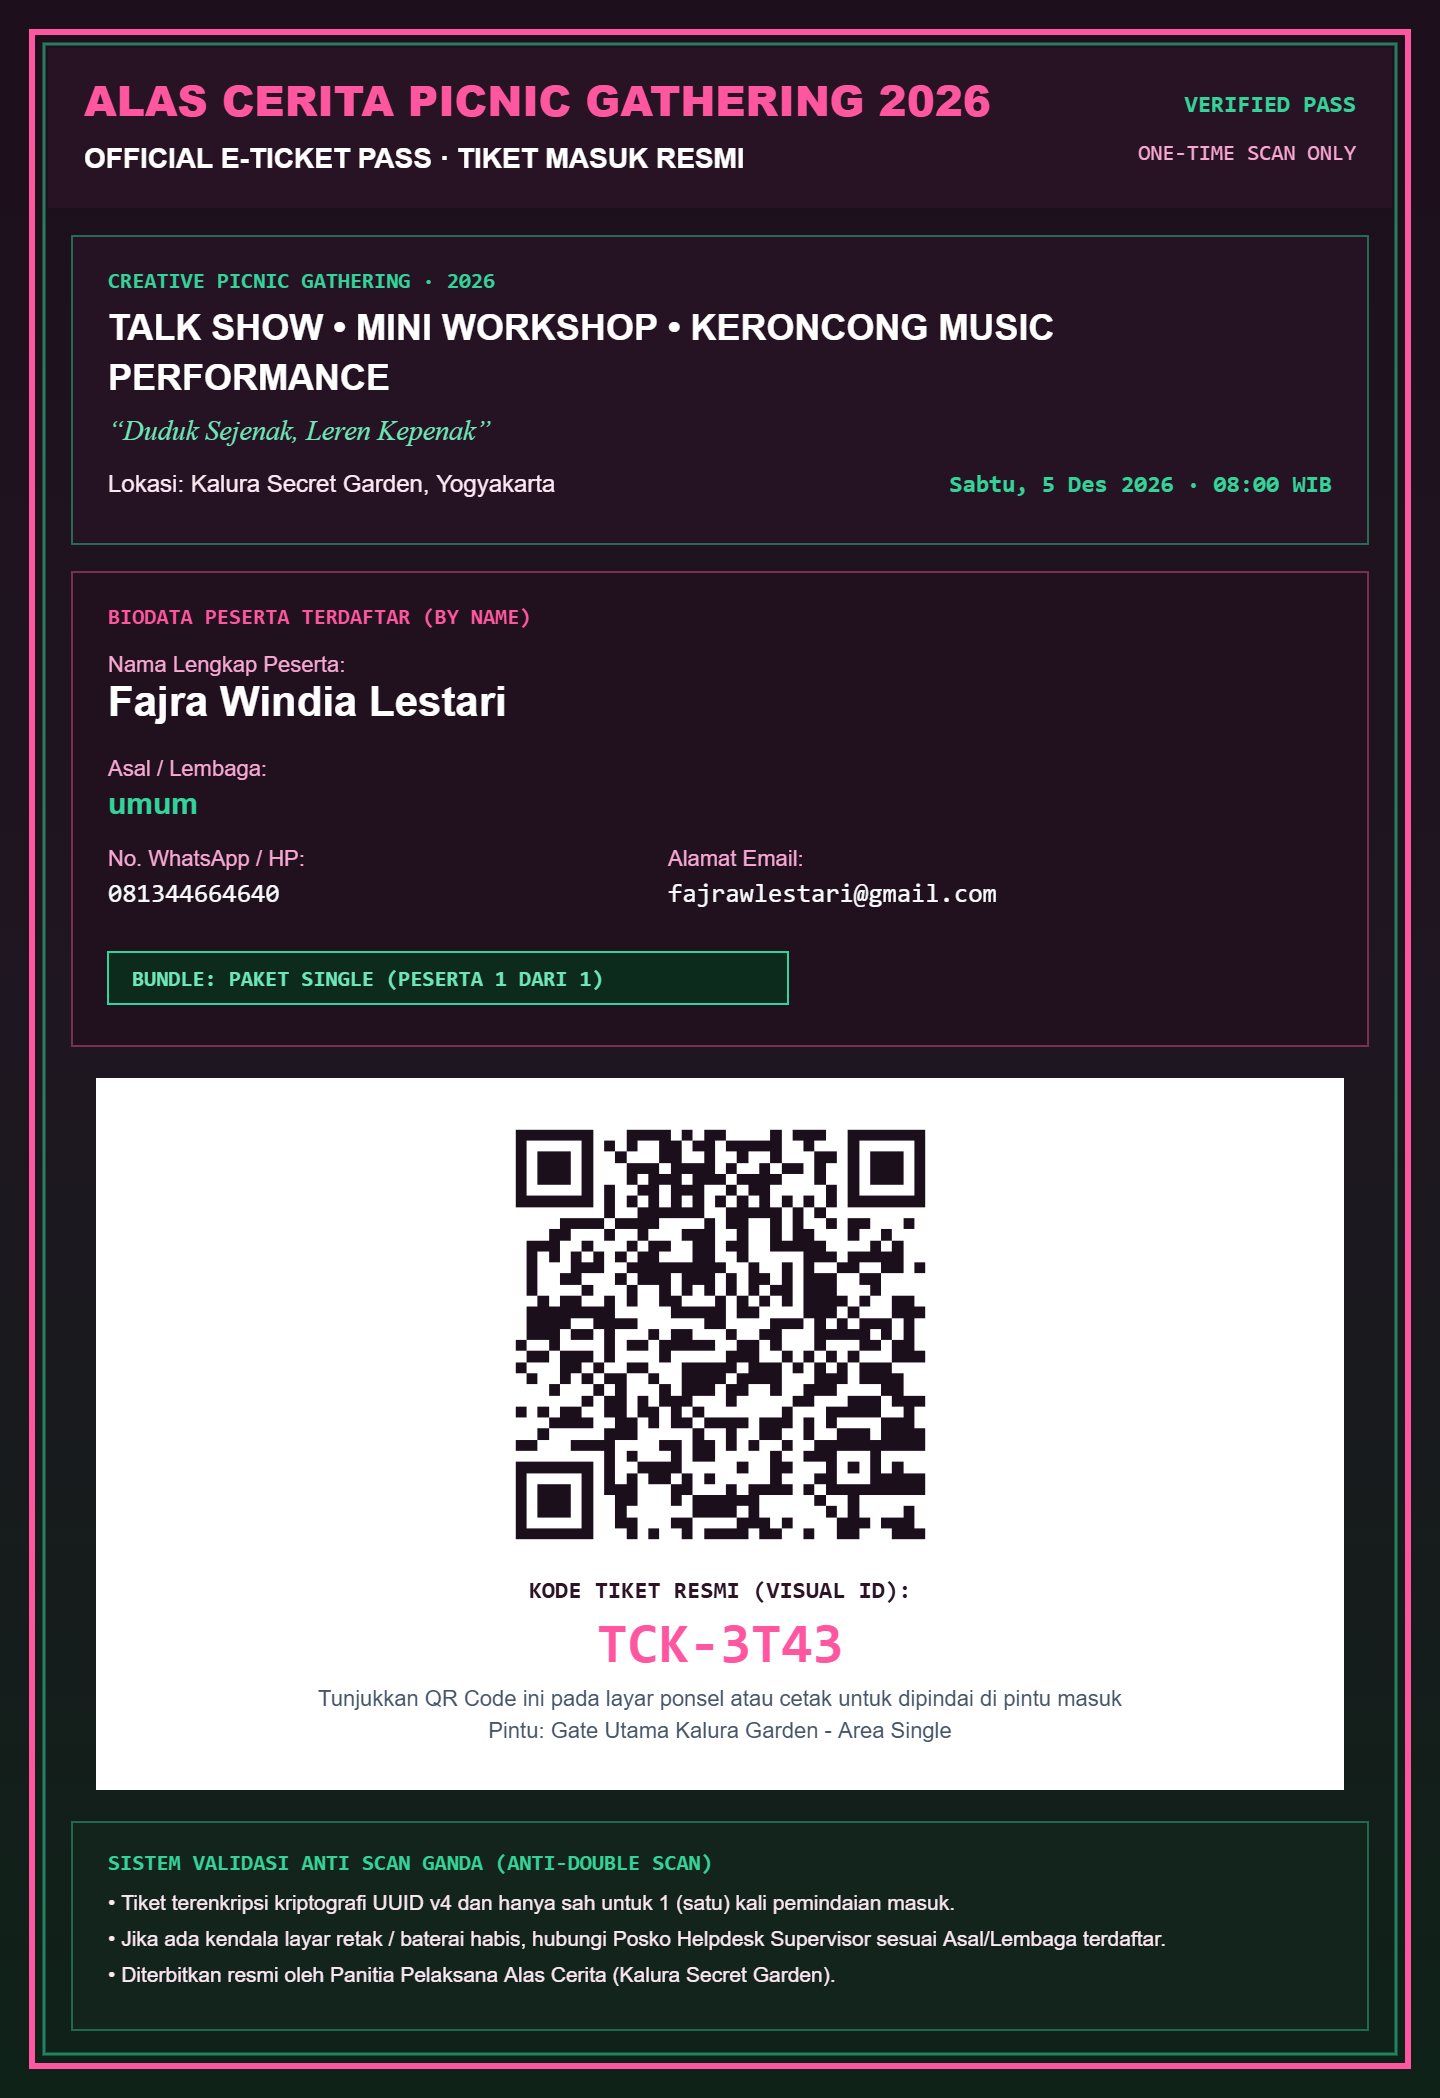 ALAS CERITA PICNIC GATHERING 2026
OFFICIAL E-TICKET PASS · TIKET MASUK RESMI
VERIFIED PASS
ONE-TIME SCAN ONLY
CREATIVE PICNIC GATHERING · 2026
TALK SHOW • MINI WORKSHOP • KERONCONG MUSIC
PERFORMANCE
“Duduk Sejenak, Leren Kepenak”
Lokasi: Kalura Secret Garden, Yogyakarta
Sabtu, 5 Des 2026 · 08:00 WIB
BIODATA PESERTA TERDAFTAR (BY NAME)
Nama Lengkap Peserta:
Fajra Windia Lestari
Asal / Lembaga:
umum
No. WhatsApp / HP:
081344664640
Alamat Email:
fajrawlestari@gmail.com
BUNDLE: PAKET SINGLE (PESERTA 1 DARI 1)
KODE TIKET RESMI (VISUAL ID):
TCK-3T43
Tunjukkan QR Code ini pada layar ponsel atau cetak untuk dipindai di pintu masuk
Pintu: Gate Utama Kalura Garden - Area Single
SISTEM VALIDASI ANTI SCAN GANDA (ANTI-DOUBLE SCAN)
• Tiket terenkripsi kriptografi UUID v4 dan hanya sah untuk 1 (satu) kali pemindaian masuk.
• Jika ada kendala layar retak / baterai habis, hubungi Posko Helpdesk Supervisor sesuai Asal/Lembaga terdaftar.
• Diterbitkan resmi oleh Panitia Pelaksana Alas Cerita (Kalura Secret Garden).